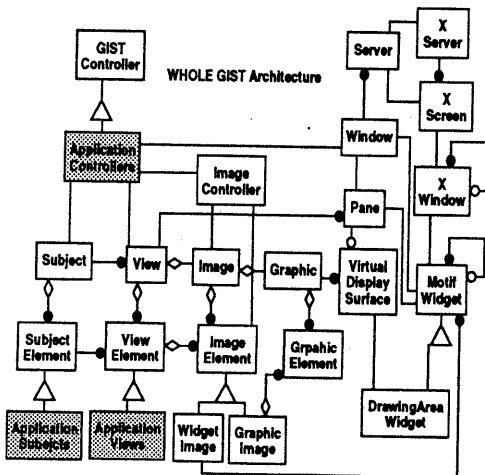 GIST
Controller
WHOLE GIST Architecture
Server
X
Server
X
Screen
Application
Controllers
Image
Controller
Window
X
Window
Pane
Subject
View
Image
Graphic
Virtual
Display
Surface
Motif
Widget
Subject
Element
View
Element
Image
Element
Grpahic
Element
Application
Subejcts
Application
Views
Widget
Image
Graphic
Image
DrawingArea
Widget